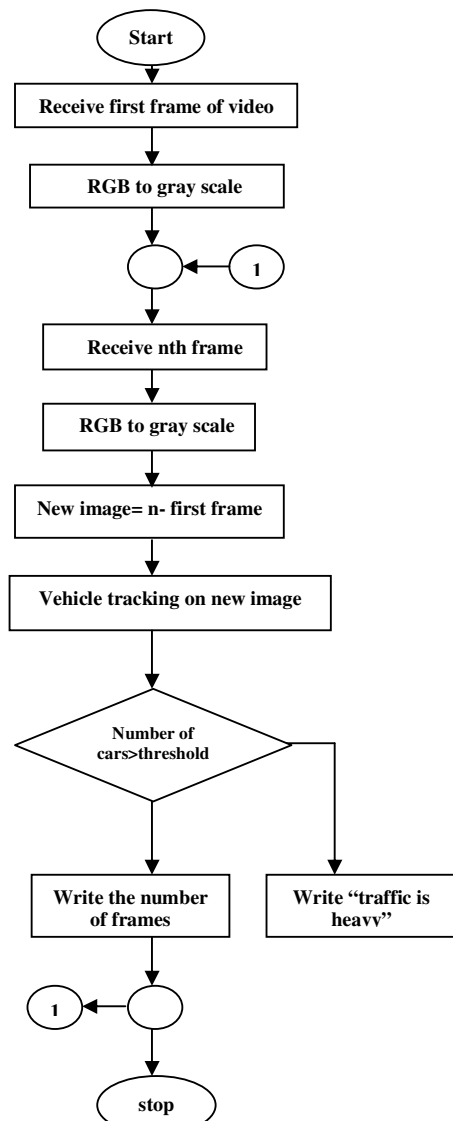 Start
Receive first frame of video
RGB to gray scale
1
Receive nth frame
RGB to gray scale
New image= n- first frame
Vehicle tracking on new image
Number of
cars>threshold
Write the number
of frames
Write “traffic is
heavy”
1
stop